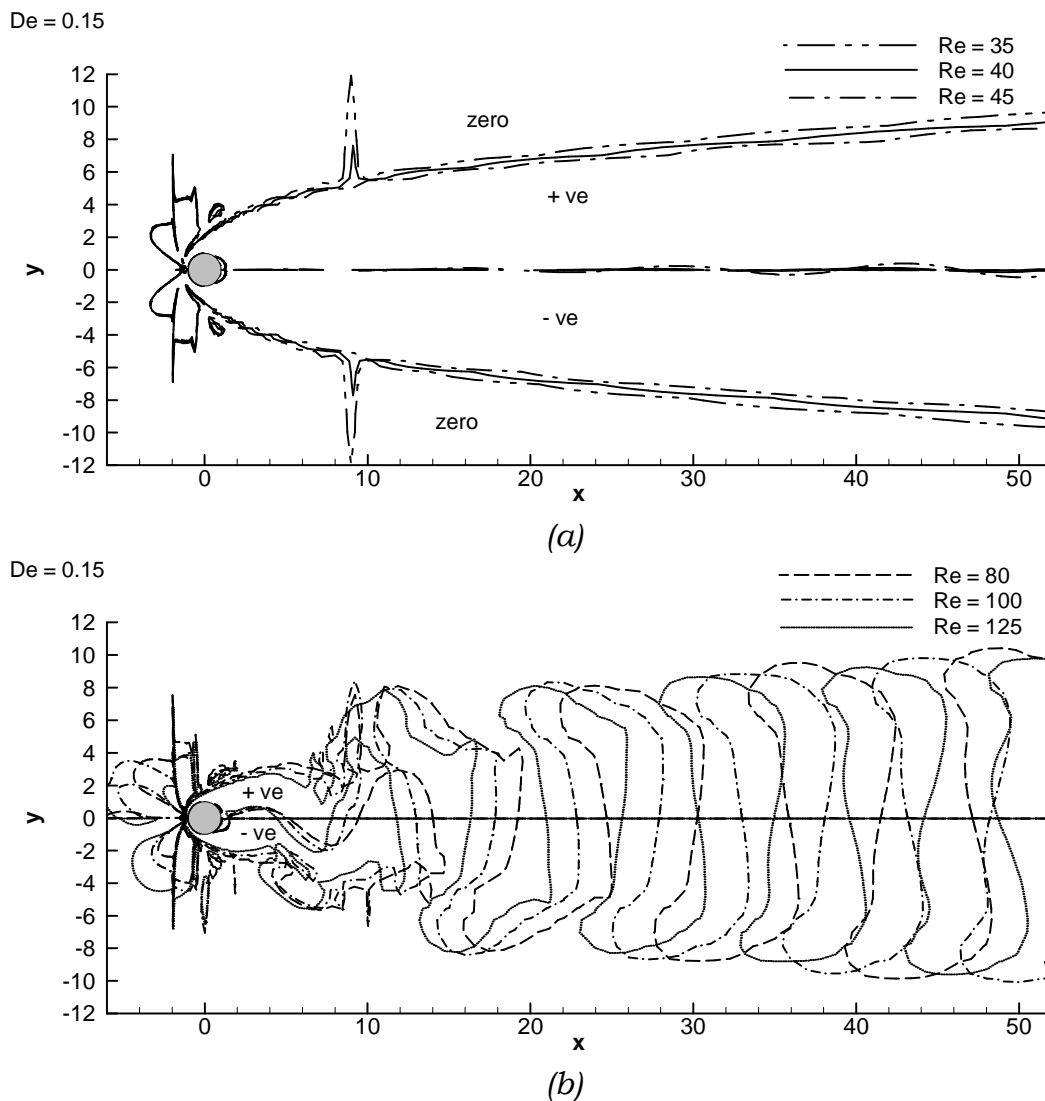 De = 0.15
Re = 35
Re = 40
Re = 45
12
10
8
6
4
2
0
-2
-4
-6
-8
-10
-12
y
zero
+ ve
- ve
zero
0 10 20 30 40 50
x
(a)
De = 0.15
Re = 80
Re = 100
Re = 125
12
10
8
6
4
2
0
-2
-4
-6
-8
-10
-12
y
+ ve
- ve
0 10 20 30 40 50
x
(b)